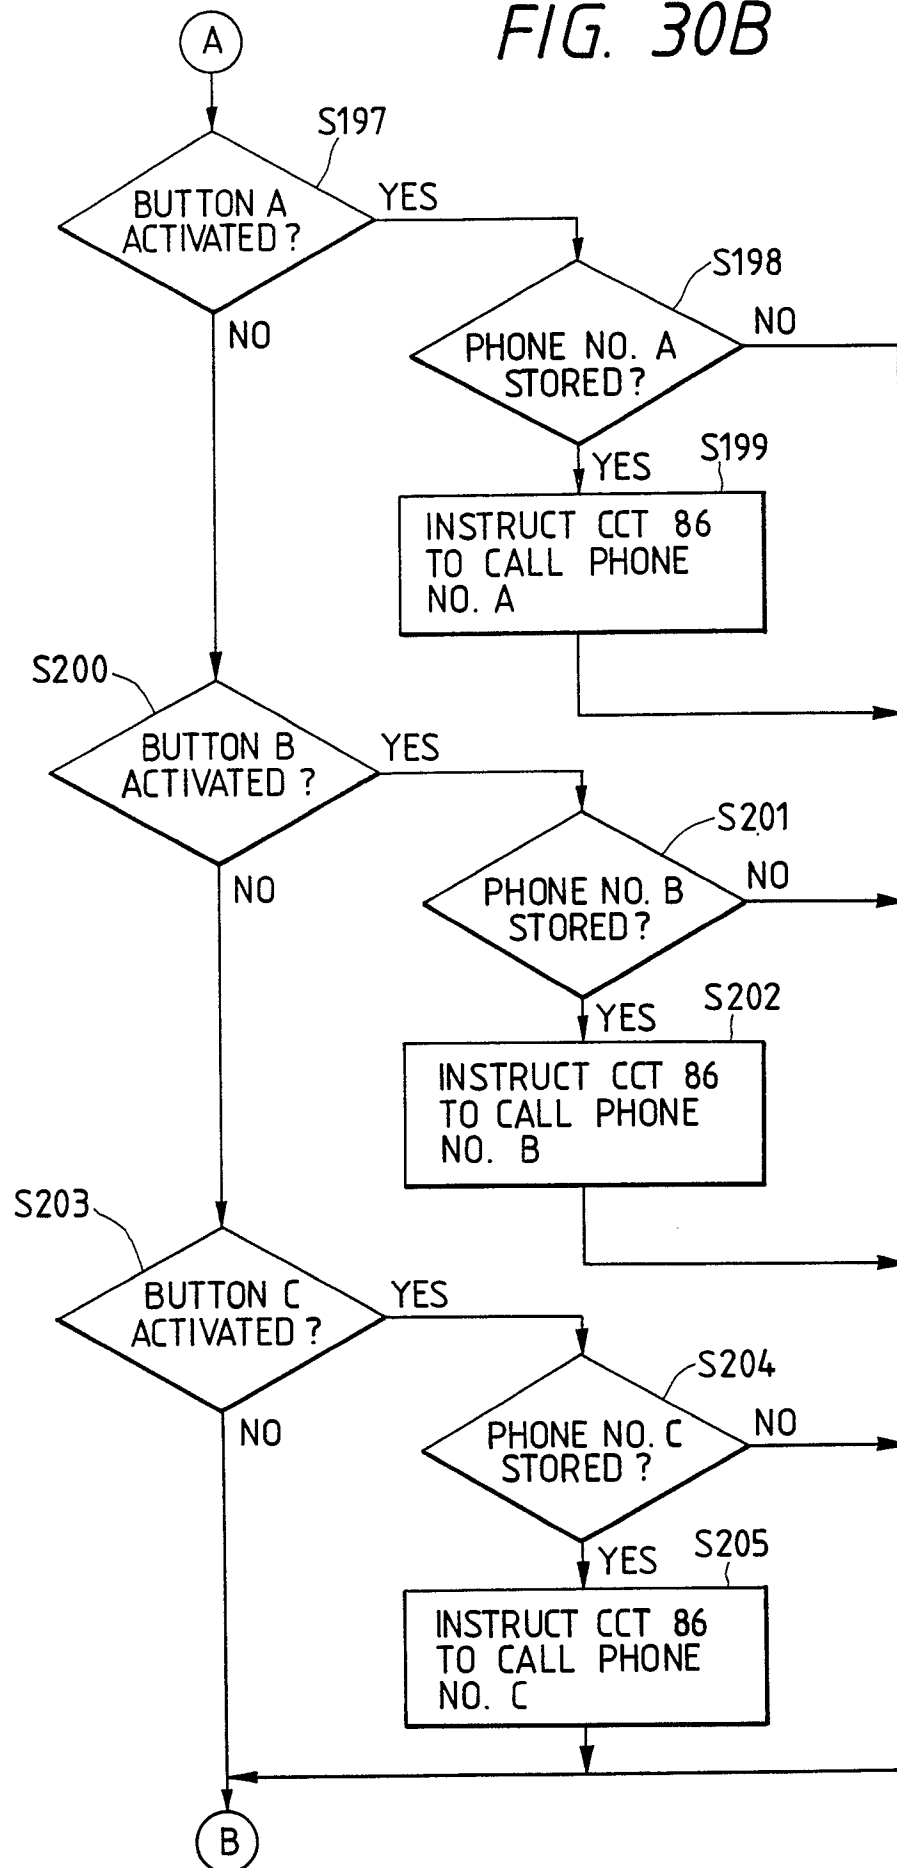 FIG. 30B
A
S197
BUTTON A
ACTIVATED?
YES
NO
S198
PHONE NO. A
STORED?
NO
YES
S199
INSTRUCT CCT 86
TO CALL PHONE
NO. A
S200
BUTTON B
ACTIVATED?
YES
NO
S201
PHONE NO. B
STORED?
NO
YES
S202
INSTRUCT CCT 86
TO CALL PHONE
NO. B
S203
BUTTON C
ACTIVATED?
YES
NO
S204
PHONE NO. C
STORED?
NO
YES
S205
INSTRUCT CCT 86
TO CALL PHONE
NO. C
B